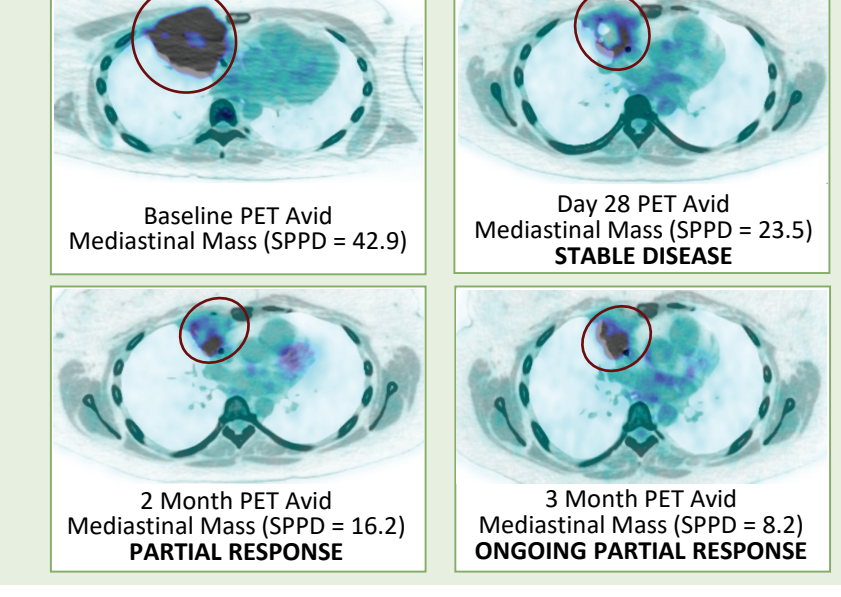 Baseline PET Avid
Mediastinal Mass (SPPD = 42.9)
Day 28 PET Avid
Mediastinal Mass (SPPD = 23.5)
STABLE DISEASE
2 Month PET Avid
Mediastinal Mass (SPPD = 16.2)
PARTIAL RESPONSE
3 Month PET Avid
Mediastinal Mass (SPPD = 8.2)
ONGOING PARTIAL RESPONSE